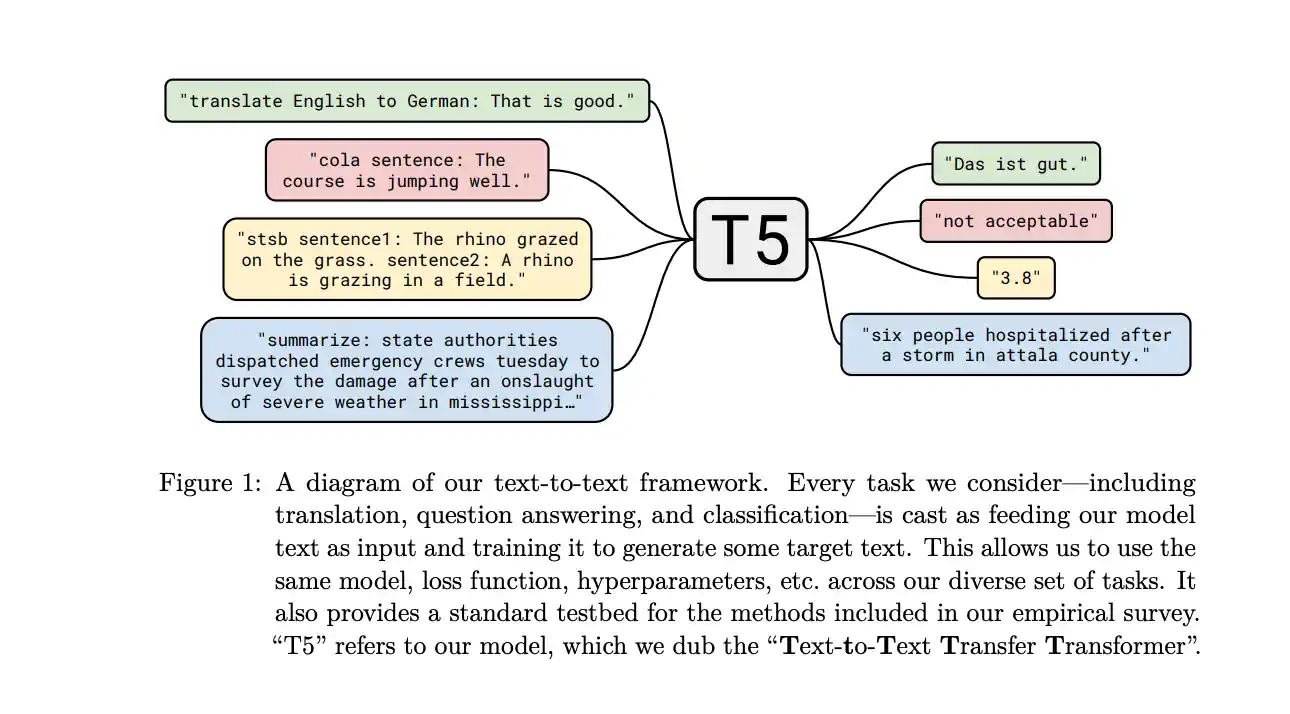 "translate English to German: That is good."
"cola sentence: The
course is jumping well."
"stsb sentence1: The rhino grazed
on the grass. sentence2: A rhino
is grazing in a field."
"summarize: state authorities
dispatched emergency crews tuesday to
survey the damage after an onslaught
of severe weather in mississippi…"
T5
"Das ist gut."
"not acceptable"
"3.8"
"six people hospitalized after
a storm in attala county."
Figure 1: A diagram of our text-to-text framework. Every task we consider—including
translation, question answering, and classification—is cast as feeding our model
text as input and training it to generate some target text. This allows us to use the
same model, loss function, hyperparameters, etc. across our diverse set of tasks. It
also provides a standard testbed for the methods included in our empirical survey.
“T5” refers to our model, which we dub the “Text-to-Text Transfer Transformer”.